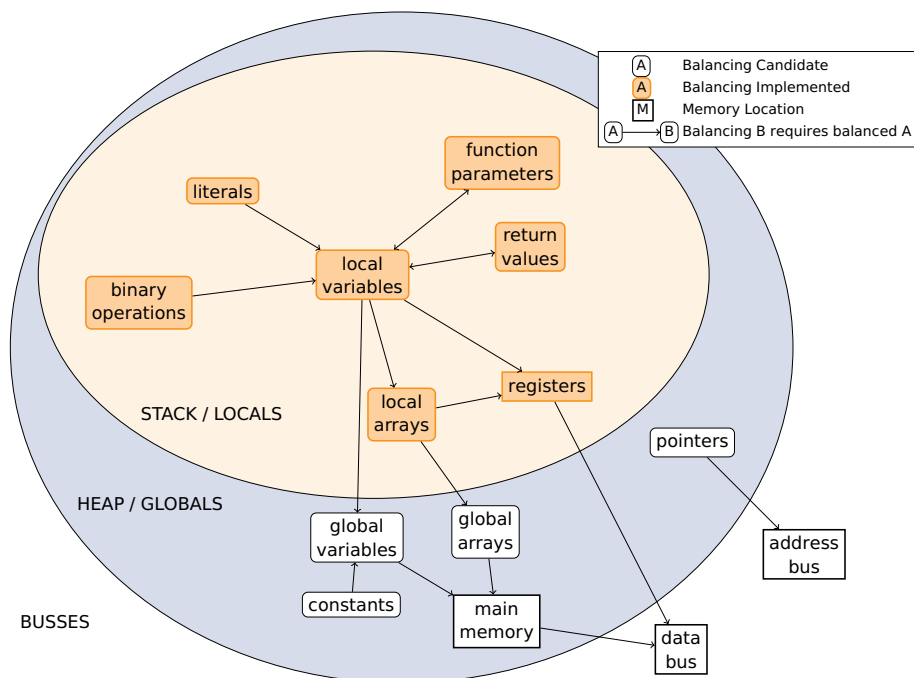 A Balancing Candidate
A Balancing Implemented
M Memory Location
A B Balancing B requires balanced A
function
parameters
literals
return
values
local
variables
binary
operations
registers
local
arrays
STACK / LOCALS
pointers
HEAP / GLOBALS
global
variables
global
arrays
address
bus
constants
main
memory
BUSSES
data
bus